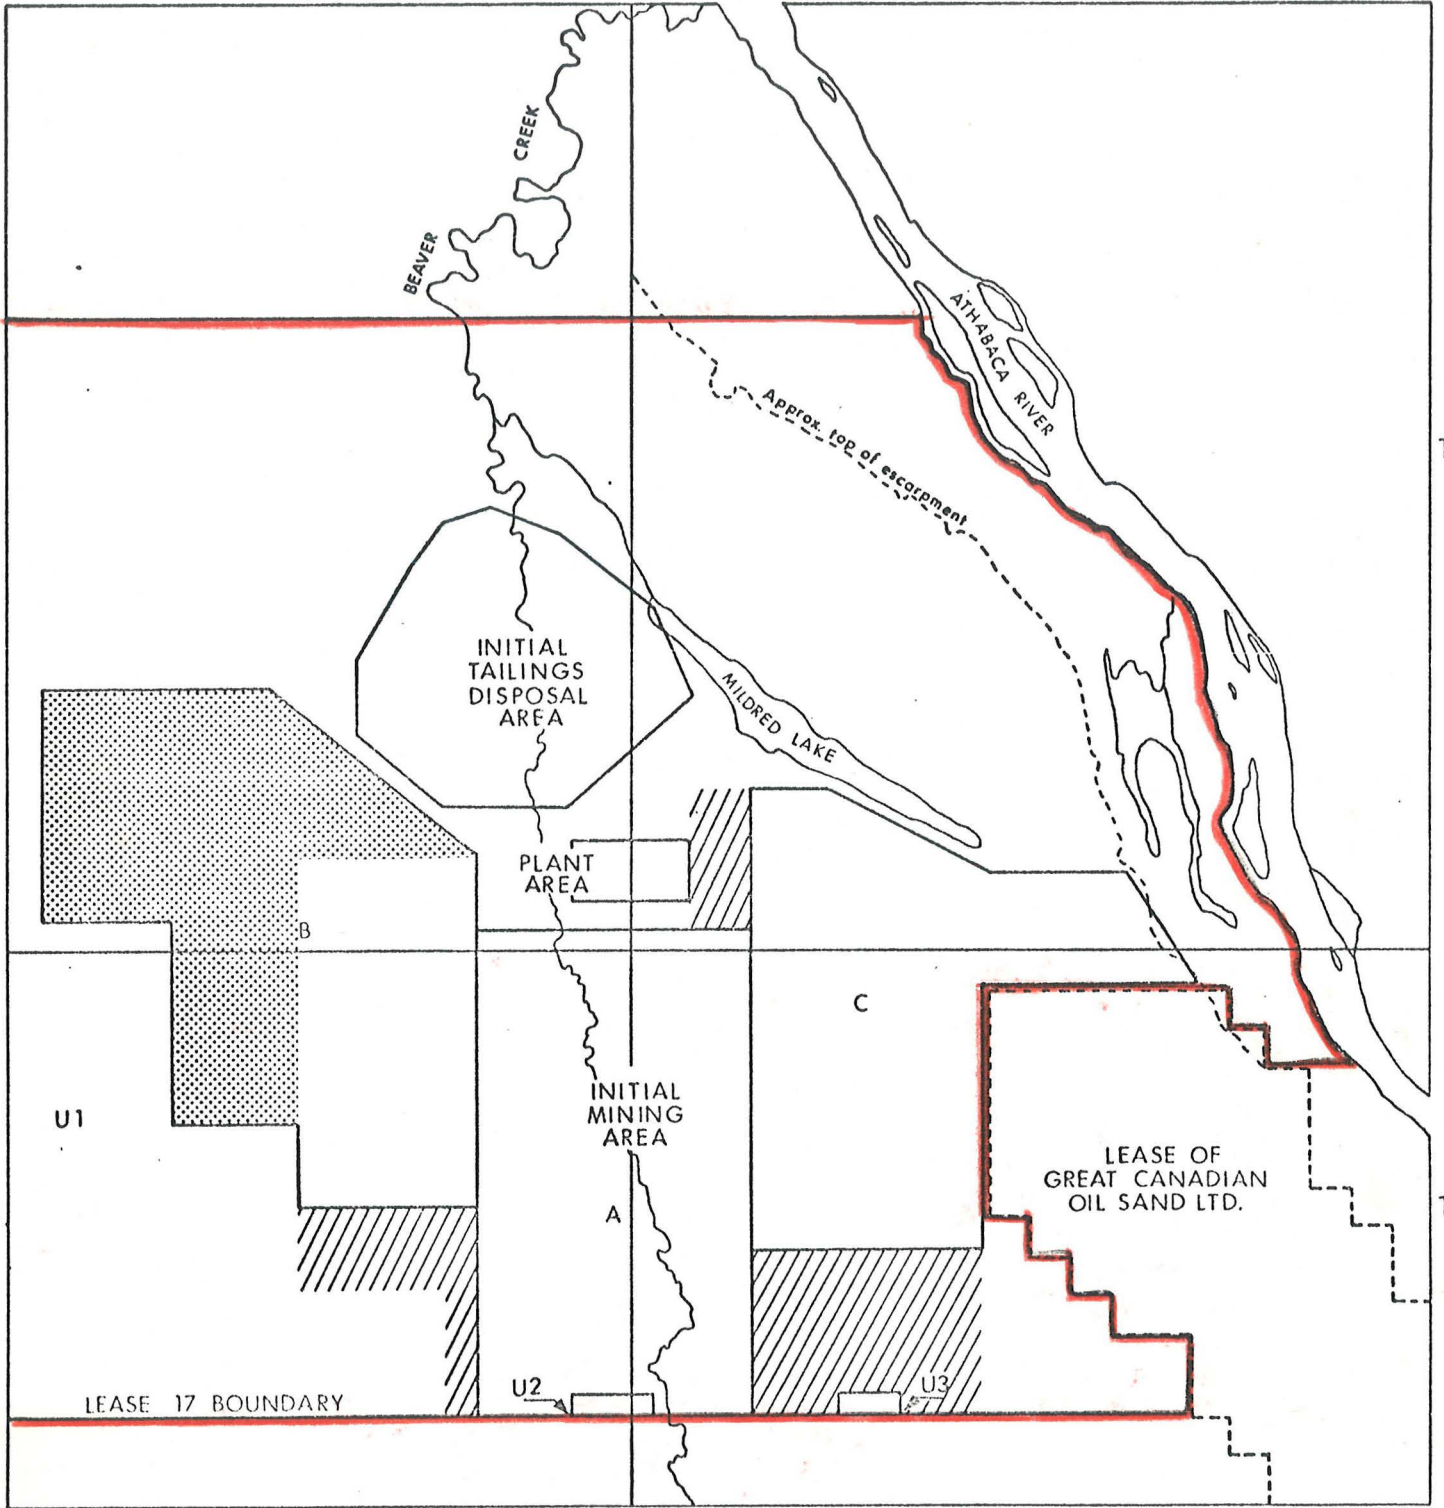 CREEK
BEAVER
ATHABACA
RIVER
Approx. top of escarpment
INITIAL
TAILINGS
DISPOSAL
AREA
MILDRED LAKE
PLANT
AREA
B
C
U1
INITIAL
MINING
AREA
LEASE OF
GREAT CANADIAN
OIL SAND LTD.
A
U2
U3
LEASE 17 BOUNDARY